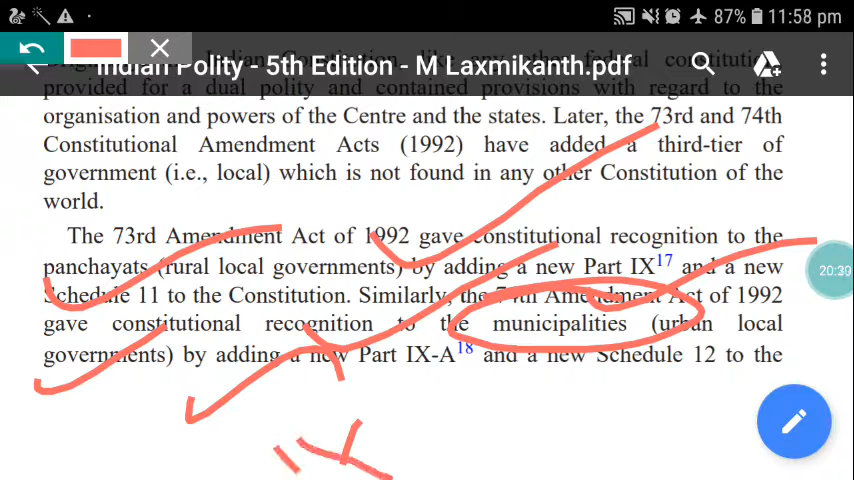 87% 11:58 pm
Indian Polity - 5th Edition - M Laxmikanth.pdf
provided for a dual polity and contained provisions with regard to the
organisation and powers of the Centre and the states. Later, the 73rd and 74th
Constitutional Amendment Acts (1992) have added a third-tier of
government (i.e., local) which is not found in any other Constitution of the
world.
The 73rd Amendment Act of 1992 gave constitutional recognition to the
panchayats (rural local governments) by adding a new Part IX17 and a new
Schedule 11 to the Constitution. Similarly, the 74th Amendment Act of 1992
gave constitutional recognition to the municipalities (urban local
governments) by adding a new Part IX-A18 and a new Schedule 12 to the
20:39